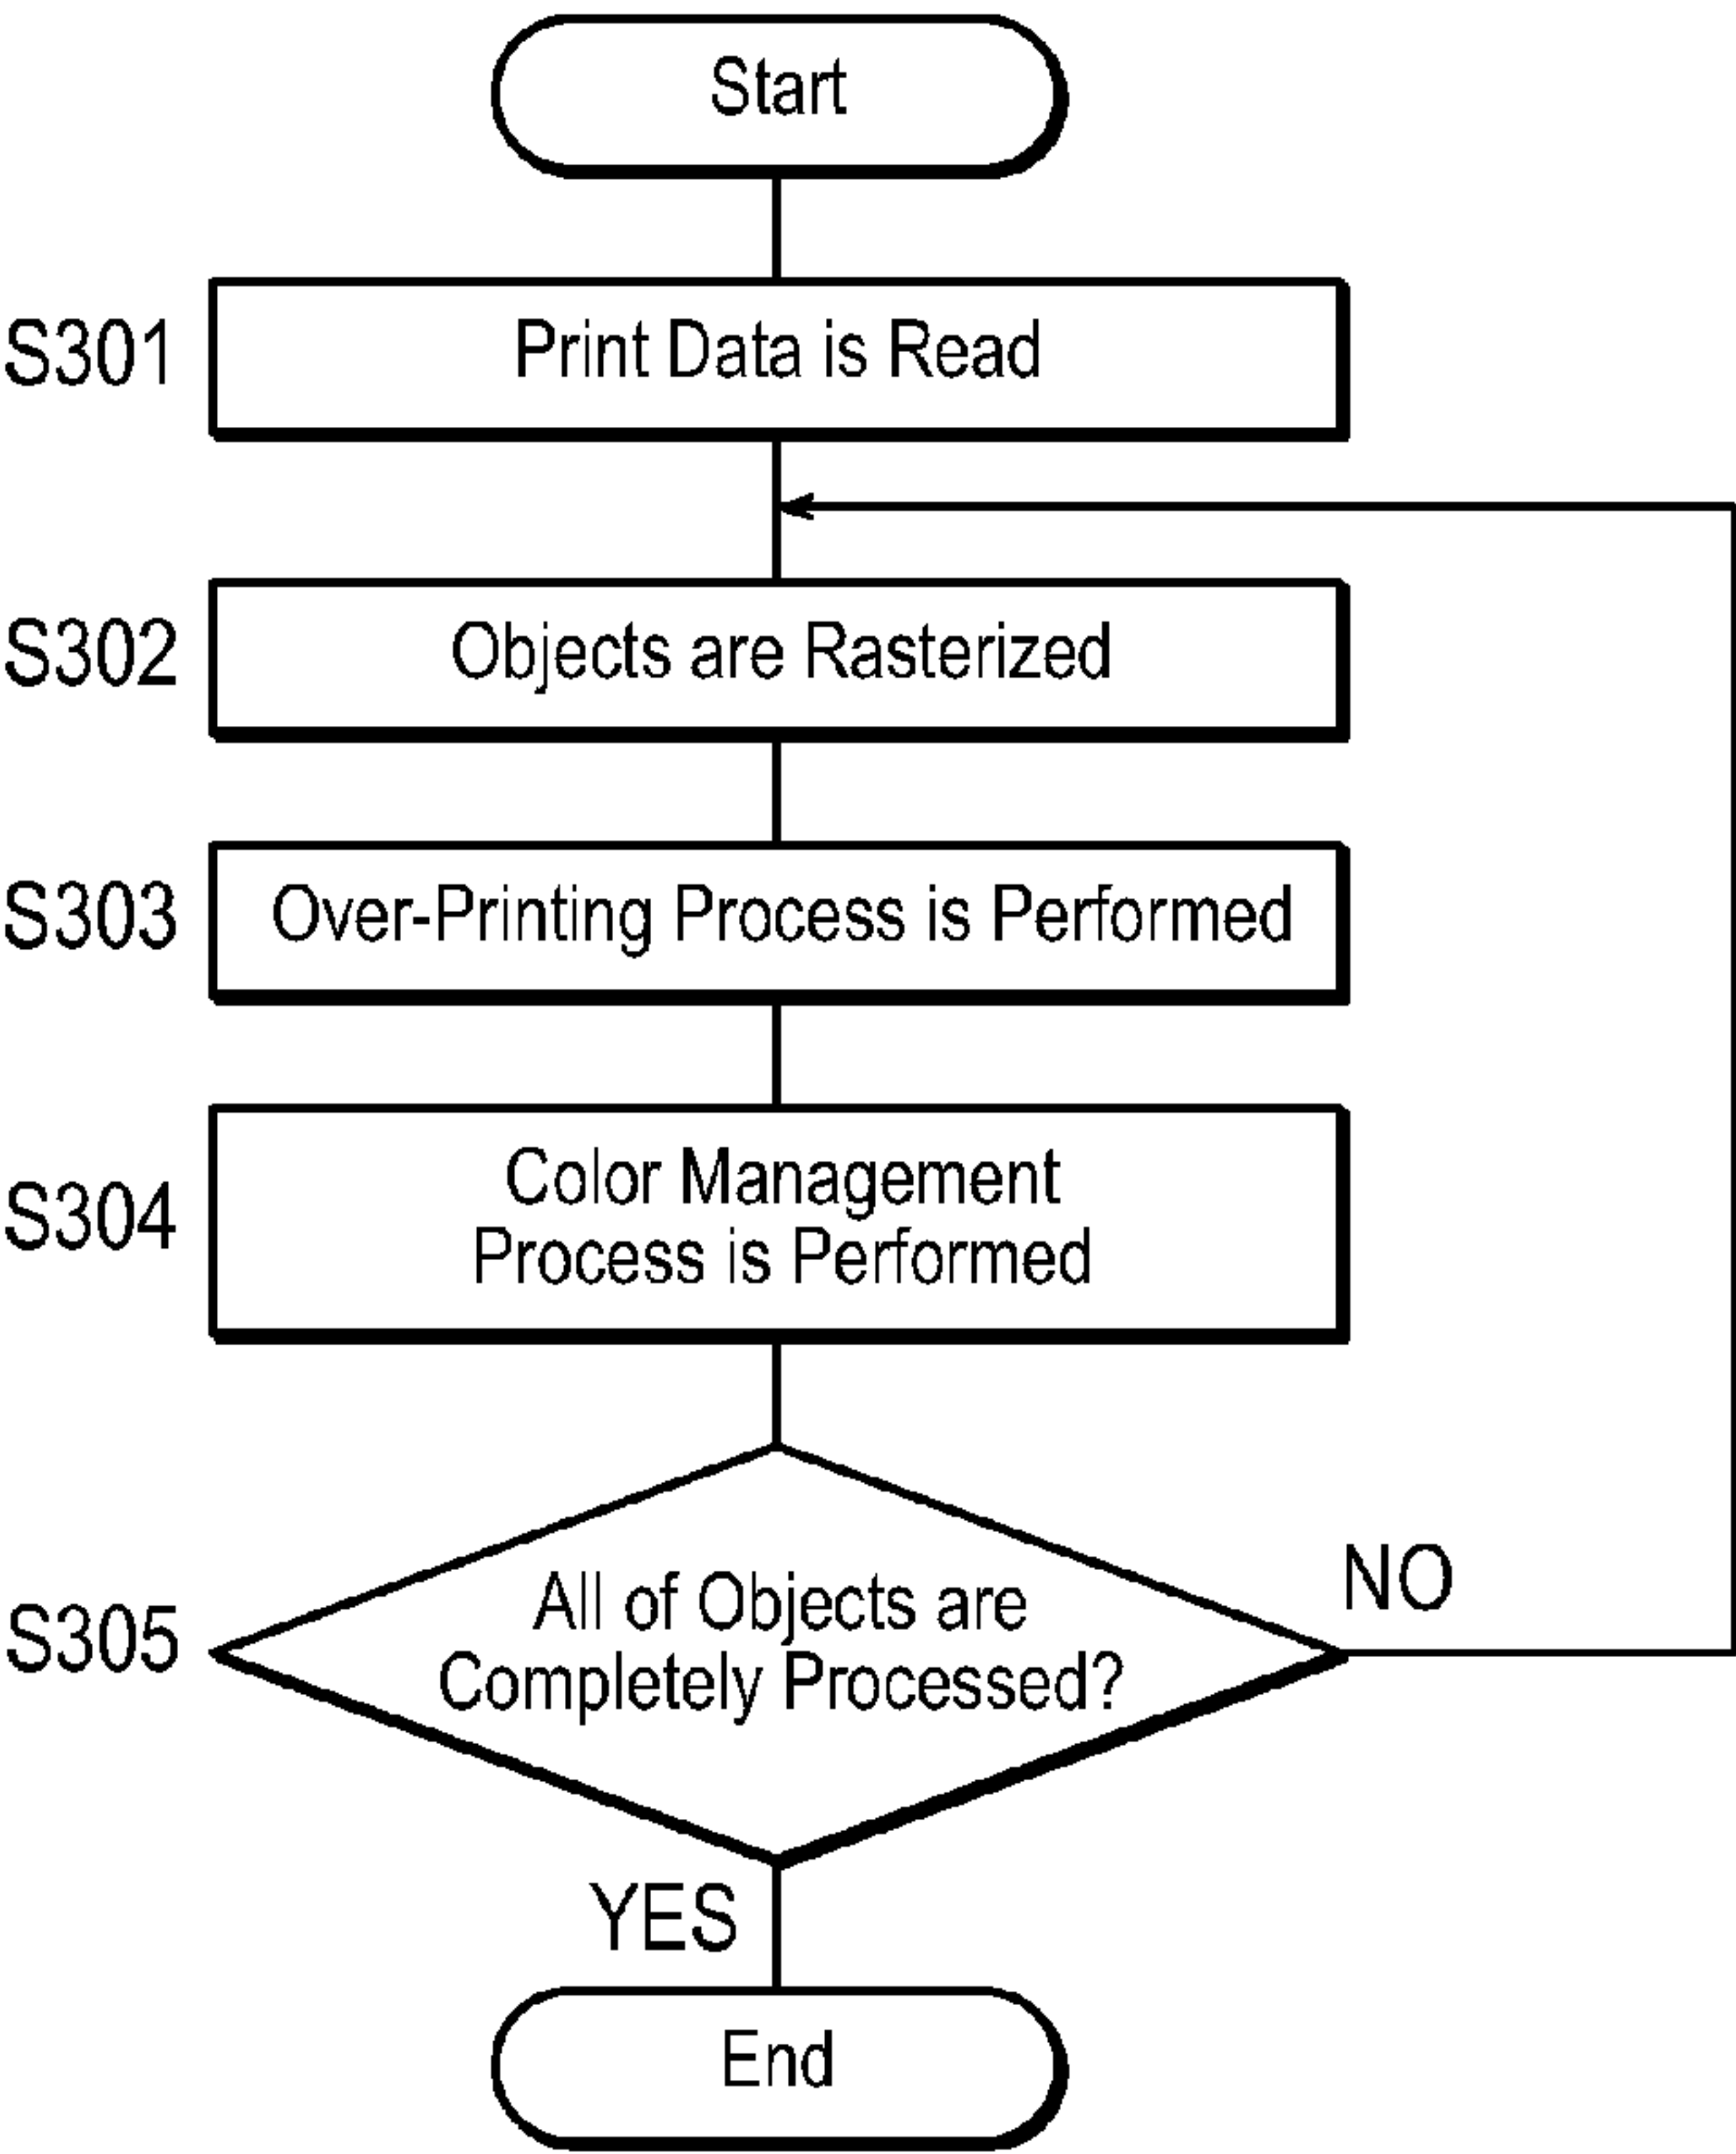 Start
S301
Print Data is Read
S302
Objects are Rasterized
S303
Over-Printing Process is Performed
S304
Color Management
Process is Performed
S305
All of Objects are
Completely Processed?
NO
YES
End